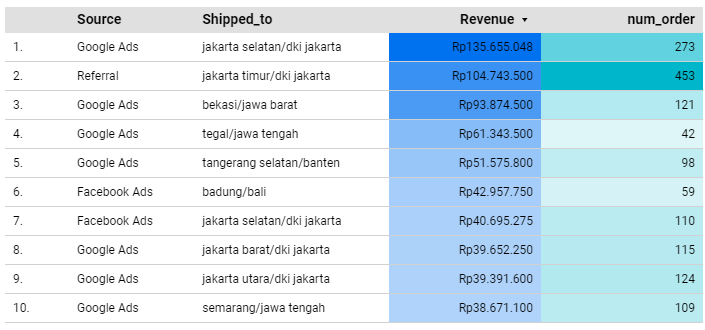 Source Shipped_to Revenue num_order
1. Google Ads jakarta selatan/dki jakarta Rp135.655.048 273
2. Referral jakarta timur/dki jakarta Rp104.743.500 453
3. Google Ads bekasi/jawa barat Rp93.874.500 121
4. Google Ads tegal/jawa tengah Rp61.343.500 42
5. Google Ads tangerang selatan/banten Rp51.575.800 98
6. Facebook Ads badung/bali Rp42.957.750 59
7. Facebook Ads jakarta selatan/dki jakarta Rp40.695.275 110
8. Google Ads jakarta barat/dki jakarta Rp39.652.250 115
9. Google Ads jakarta utara/dki jakarta Rp39.391.600 124
10. Google Ads semarang/jawa tengah Rp38.671.100 109